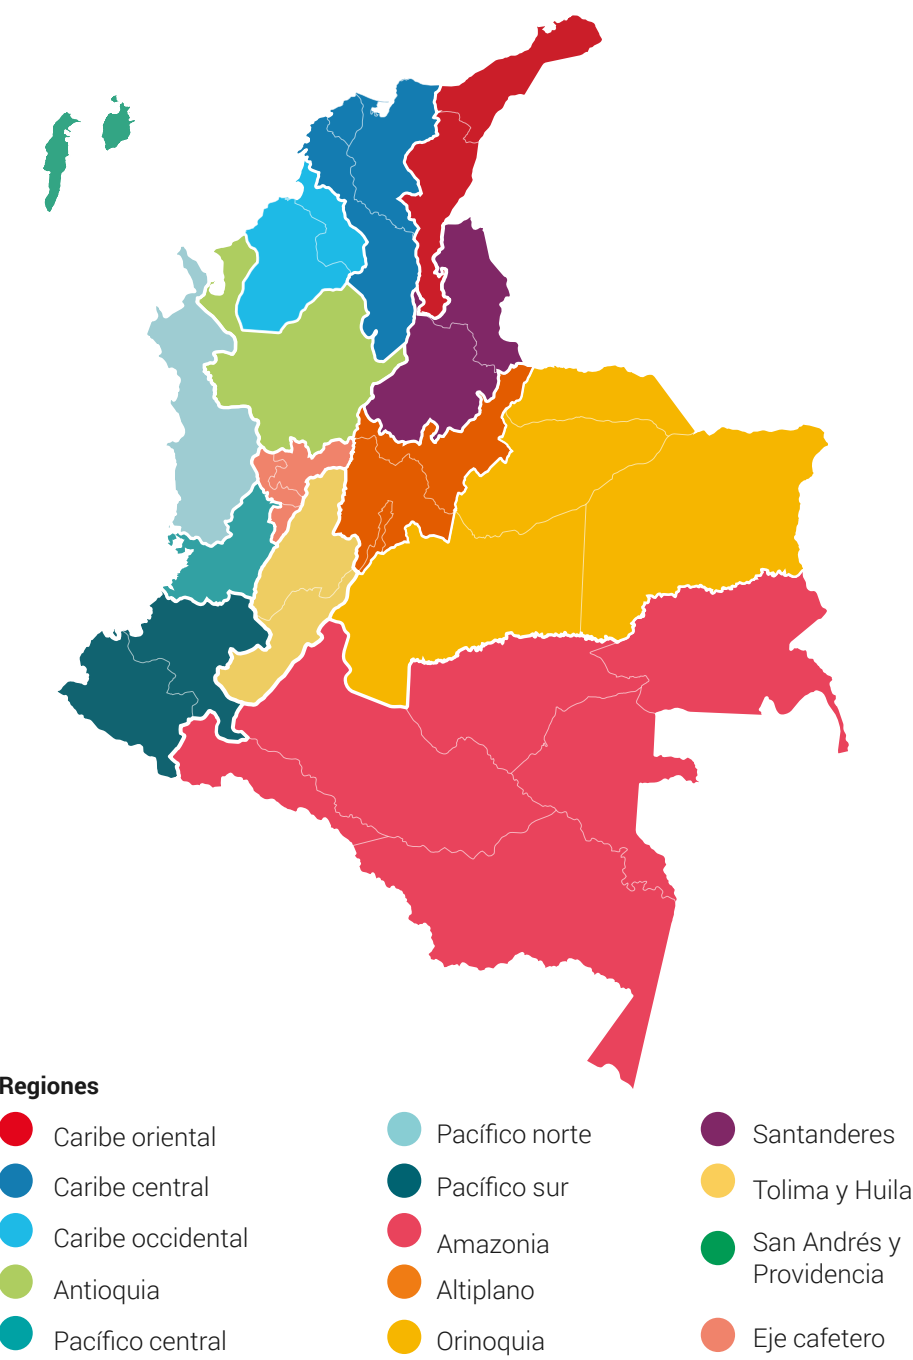 Regiones
Caribe oriental
Caribe central
Caribe occidental
Antioquia
Pacífico central
Pacífico norte
Pacífico sur
Amazonia
Altiplano
Orinoquia
Santanderes
Tolima y Huila
San Andrés y
Providencia
Eje cafetero